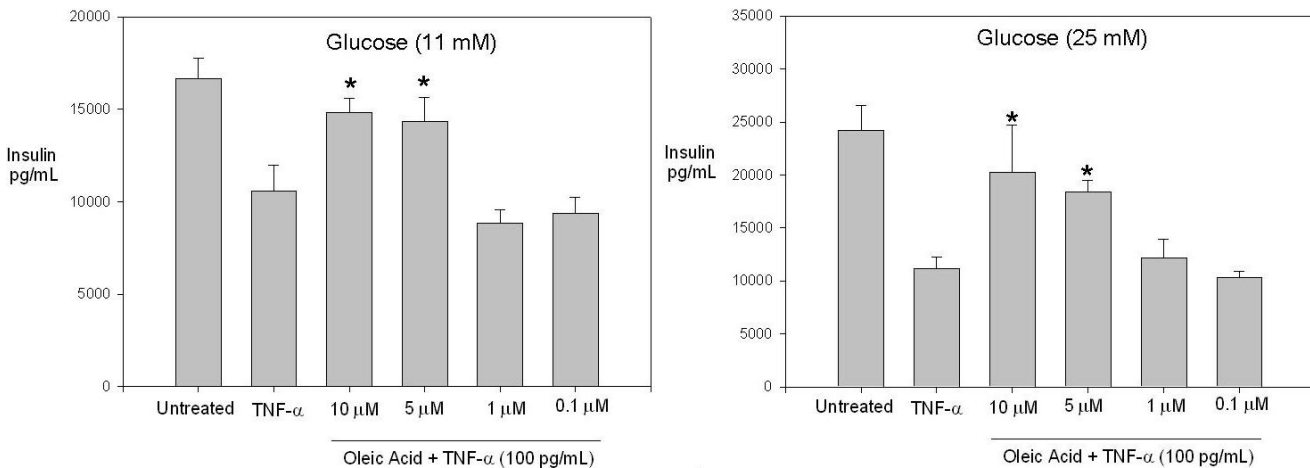 Glucose (11 mM)
20000
15000
10000
5000
0
Insulin
pg/mL
* *
Untreated TNF-α 10 μM 5 μM 1 μM 0.1 μM
Oleic Acid + TNF-α (100 pg/mL)
Glucose (25 mM)
35000
30000
25000
20000
15000
10000
5000
0
Insulin
pg/mL
*
*
Untreated TNF-α 10 μM 5 μM 1 μM 0.1 μM
Oleic Acid + TNF-α (100 pg/mL)